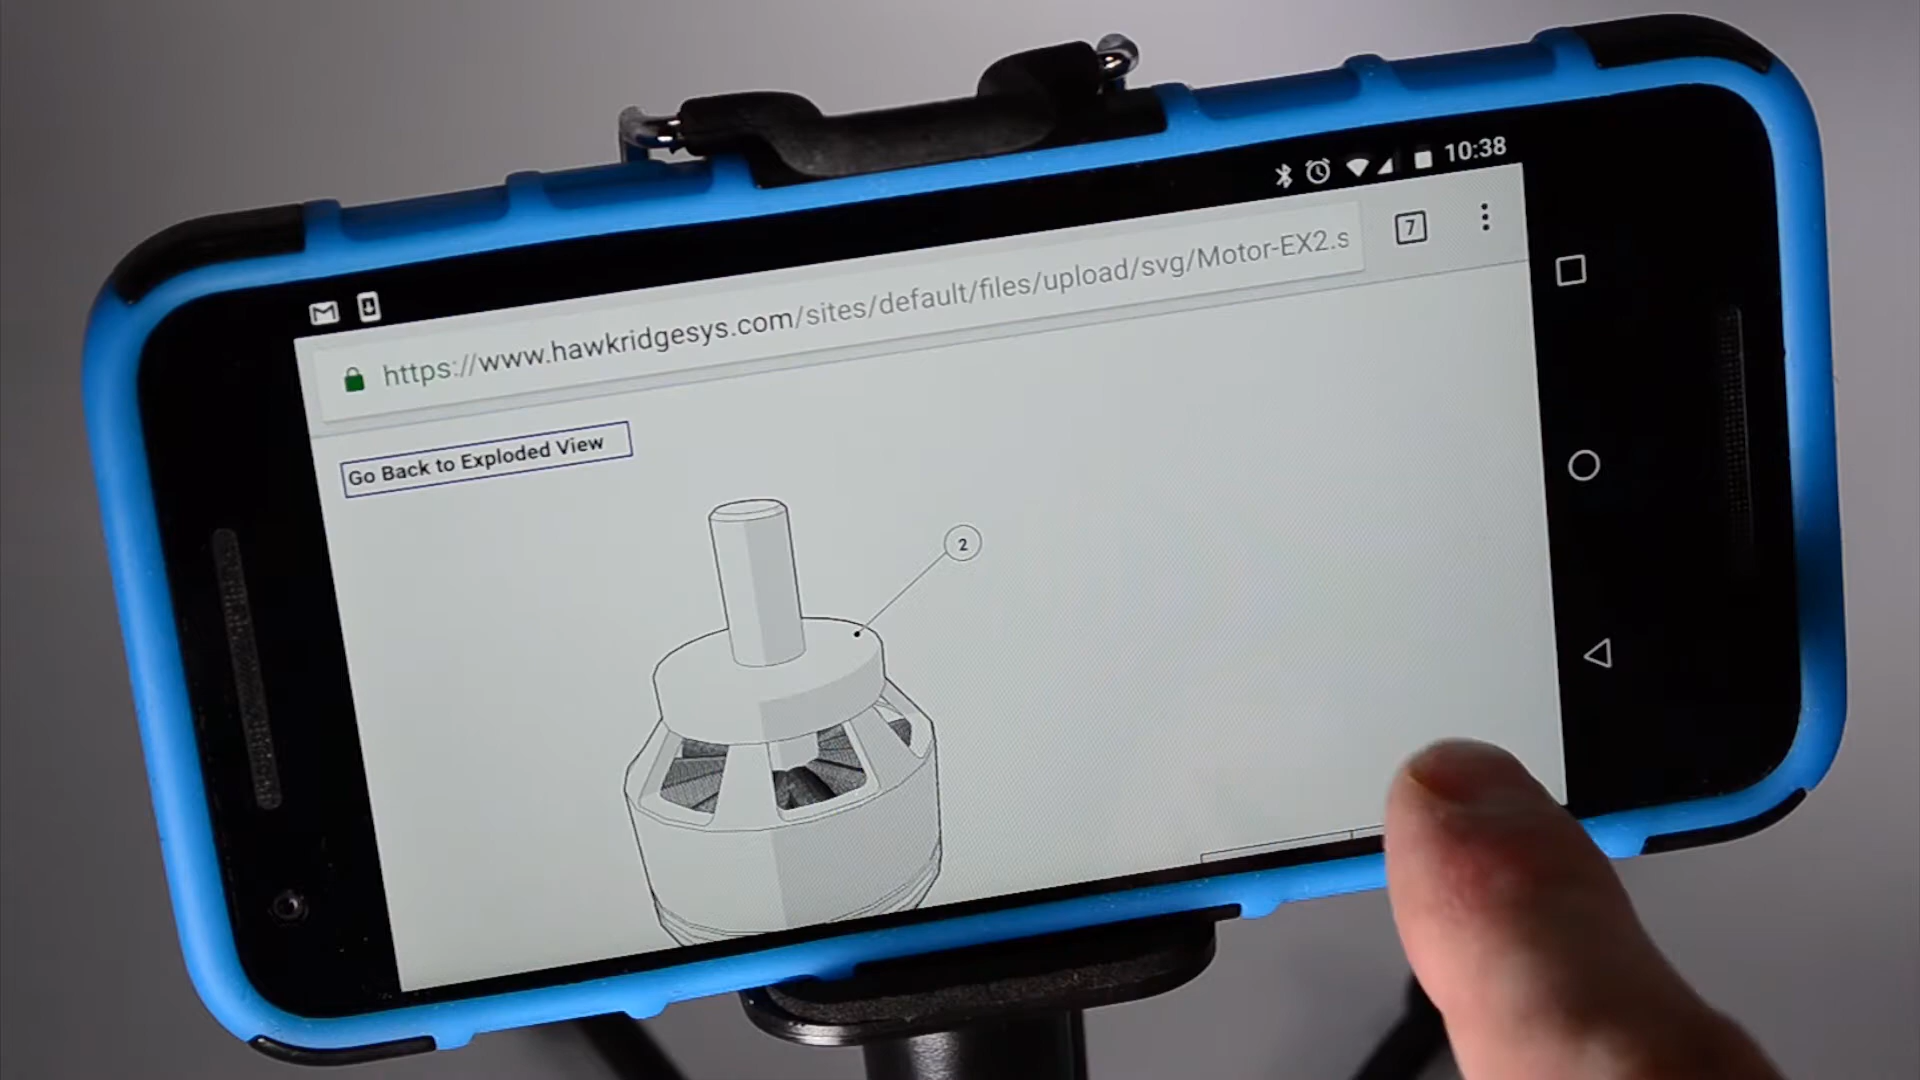 10:38
https://www.hawkridgesys.com/sites/default/files/upload/svg/Motor-EX2.s
7
Go Back to Exploded View
2